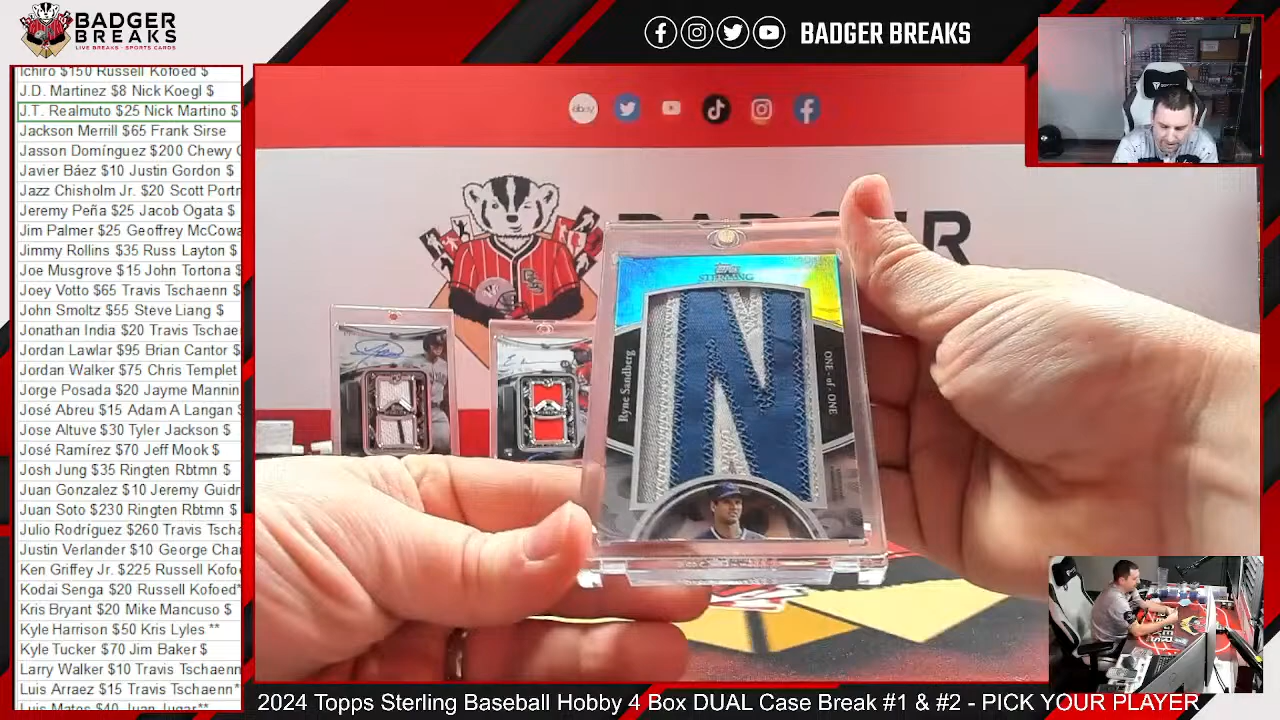 BADGER
BREAKS
LIVE BREAKS - SPORTS CARDS
BADGER BREAKS
Ichiro $150 Russell Kofoed $
J.D. Martinez $8 Nick Koegl $
J.T. Realmuto $25 Nick Martino $
Jackson Merrill $65 Frank Sirse
Jasson Domínguez $200 Chewy
Javier Báez $10 Justin Gordon $
Jazz Chisholm Jr. $20 Scott Portr
Jeremy Peña $25 Jacob Ogata $
Jim Palmer $25 Geoffrey McCowa
Jimmy Rollins $35 Russ Layton $
Joe Musgrove $15 John Tortona $
Joey Votto $65 Travis Tschaenn $
John Smoltz $55 Steve Liang $
Jonathan India $20 Travis Tschaer
Jordan Lawlar $95 Brian Cantor $
Jordan Walker $75 Chris Templet
Jorge Posada $20 Jayme Mannin
José Abreu $15 Adam A Langan $
Jose Altuve $30 Tyler Jackson $
José Ramírez $70 Jeff Mook $
Josh Jung $35 Ringten Rbtmn $
Juan Gonzalez $10 Jeremy Guidr
Juan Soto $230 Ringten Rbtmn $
Julio Rodríguez $260 Travis Tscha
Justin Verlander $10 George Char
Ken Griffey Jr. $225 Russell Kofo
Kodai Senga $20 Russell Kofoed*
Kris Bryant $20 Mike Mancuso $
Kyle Harrison $50 Kris Lyles **
Kyle Tucker $70 Jim Baker $
Larry Walker $10 Travis Tschaenn
Luis Arraez $15 Travis Tschaenn*
Luis Matos $40 Juan Jugar**
ebay
TOPPS
STERLING
Ryne Sandberg
N
ONE - of - ONE
2024 Topps Sterling Baseball Hobby 4 Box DUAL Case Break #1 & #2 - PICK YOUR PLAYER